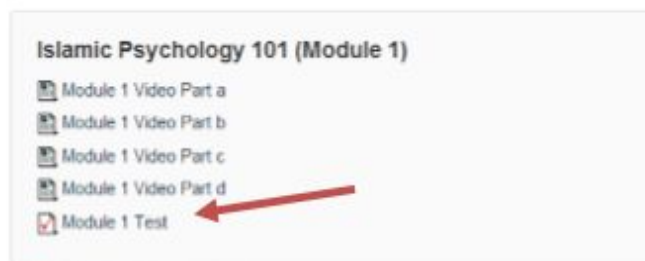 Islamic Psychology 101 (Module 1)
Module 1 Video Part a
Module 1 Video Part b
Module 1 Video Part c
Module 1 Video Part d
Module 1 Test